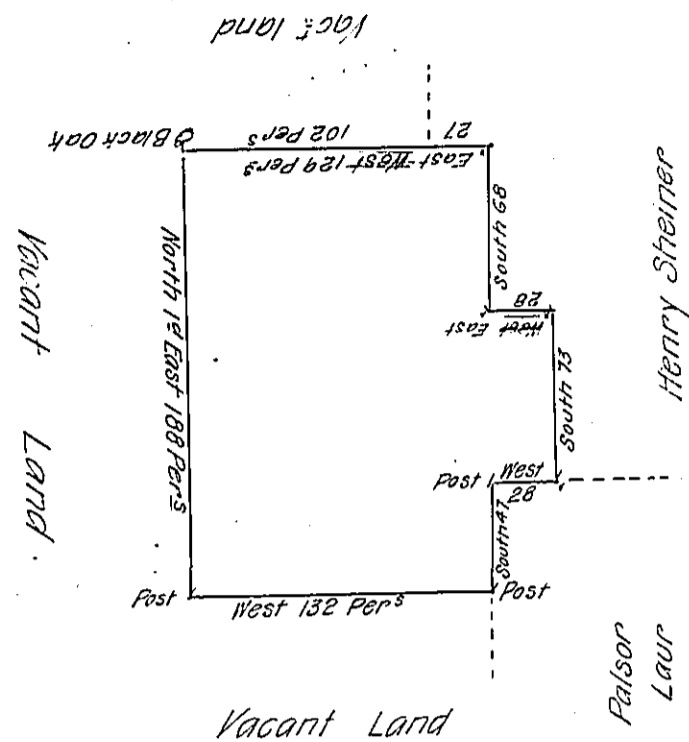 Vac.t land
Black Oak
102 Pers
27
East West 129 Pers
South 68
Henry Sheiner
28
West East
South 73
Vacant Land.
North 1d East 188 Pers
Post
West
28
South 47
Post
West 132 Pers
Post
Palsor
Laur
Vacant Land